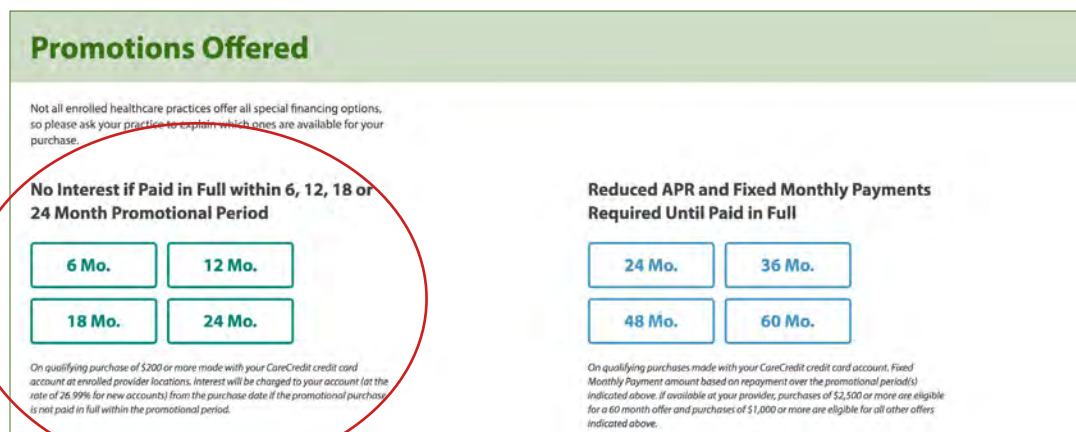 Promotions Offered
Not all enrolled healthcare practices offer all special financing options,
so please ask your practice to explain which ones are available for your
purchase.
No Interest if Paid in Full within 6, 12, 18 or
24 Month Promotional Period
6 Mo.
12 Mo.
18 Mo.
24 Mo.
On qualifying purchase of $200 or more made with your CareCredit credit card
account at enrolled provider locations. Interest will be charged to your account (at the
rate of 26.99% for new accounts) from the purchase date if the promotional purchase
is not paid in full within the promotional period.
Reduced APR and Fixed Monthly Payments
Required Until Paid in Full
24 Mo.
36 Mo.
48 Mo.
60 Mo.
On qualifying purchases made with your CareCredit credit card account. Fixed
Monthly Payment amount based on repayment over the promotional period(s)
indicated above. If available at your provider, purchases of $2,500 or more are eligible
for a 60 month offer and purchases of $1,000 or more are eligible for all other offers
indicated above.